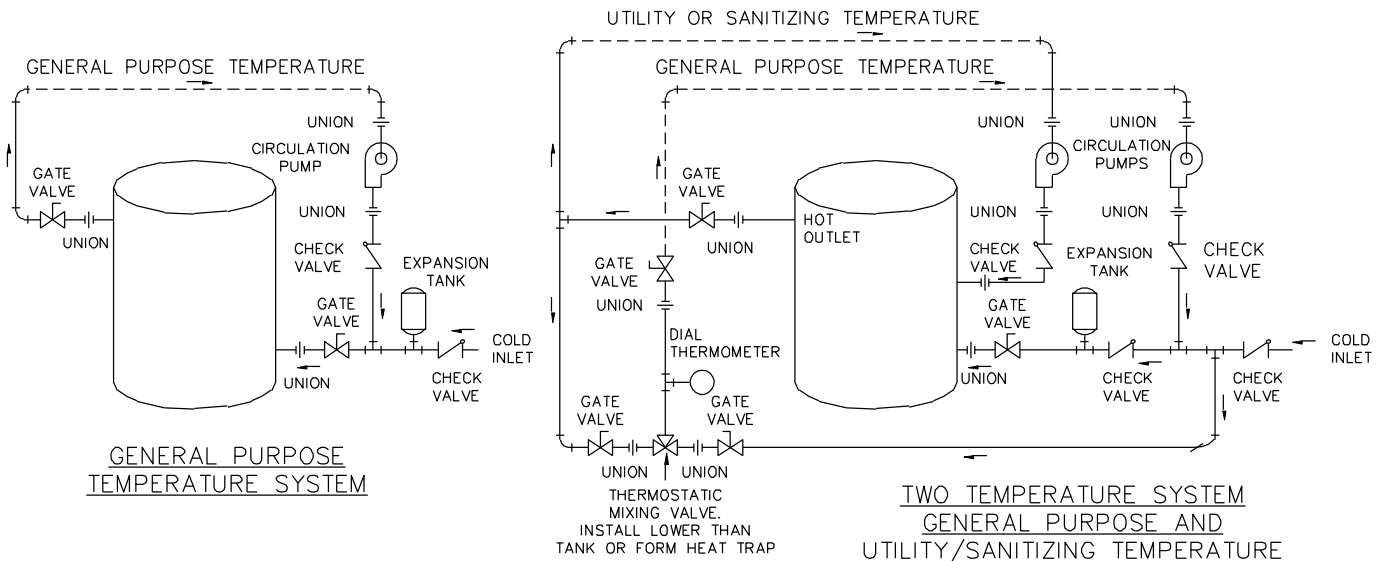 GENERAL PURPOSE TEMPERATURE
UNION
CIRCULATION
PUMP
GATE
VALVE
UNION
UNION
CHECK
VALVE
EXPANSION
TANK
GATE
VALVE
COLD
INLET
UNION
CHECK
VALVE
GENERAL PURPOSE
TEMPERATURE SYSTEM
UTILITY OR SANITIZING TEMPERATURE
GENERAL PURPOSE TEMPERATURE
UNION
UNION
CIRCULATION
PUMPS
GATE
VALVE
UNION
HOT
OUTLET
UNION
UNION
CHECK
VALVE
EXPANSION
TANK
CHECK
VALVE
GATE
VALVE
UNION
GATE
VALVE
DIAL
THERMOMETER
COLD
INLET
UNION
CHECK
VALVE
CHECK
VALVE
GATE
VALVE
GATE
VALVE
UNION
UNION
THERMOSTATIC
MIXING VALVE.
INSTALL LOWER THAN
TANK OR FORM HEAT TRAP
TWO TEMPERATURE SYSTEM
GENERAL PURPOSE AND
UTILITY/SANITIZING TEMPERATURE